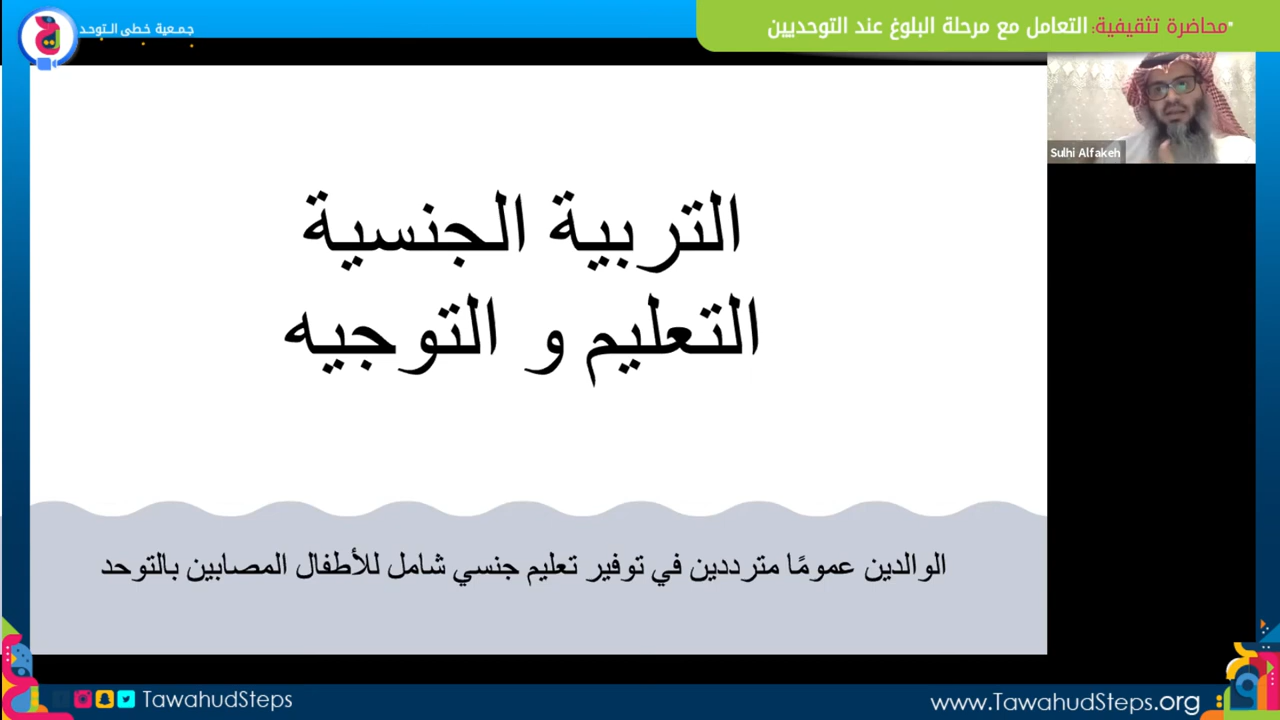 جمعية خطى التوحد
*محاضرة تثقيفية: التعامل مع مرحلة البلوغ عند التوحديين
Sulhi Alfakeh
التربية الجنسية
التعليم و التوجيه
الوالدين عمومًا مترددين في توفير تعليم جنسي شامل للأطفال المصابين بالتوحد
TawahudSteps
www.TawahudSteps.org